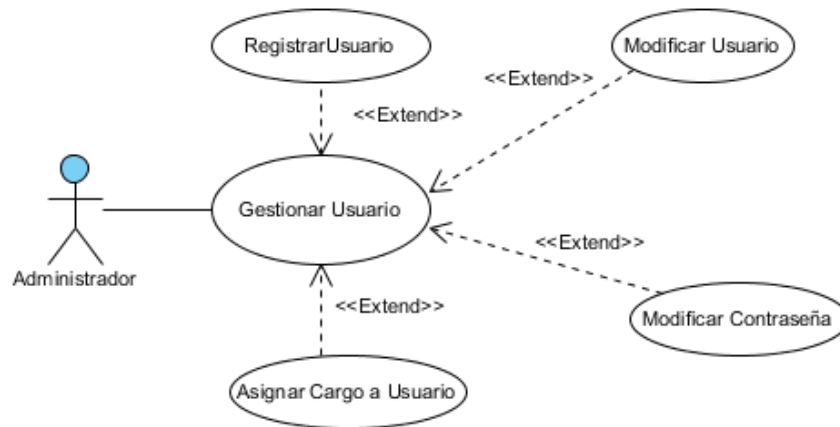 RegistrarUsuario
Modificar Usuario
<<Extend>>
<<Extend>>
Gestionar Usuario
<<Extend>>
Administrador
<<Extend>>
Modificar Contraseña
Asignar Cargo a Usuario